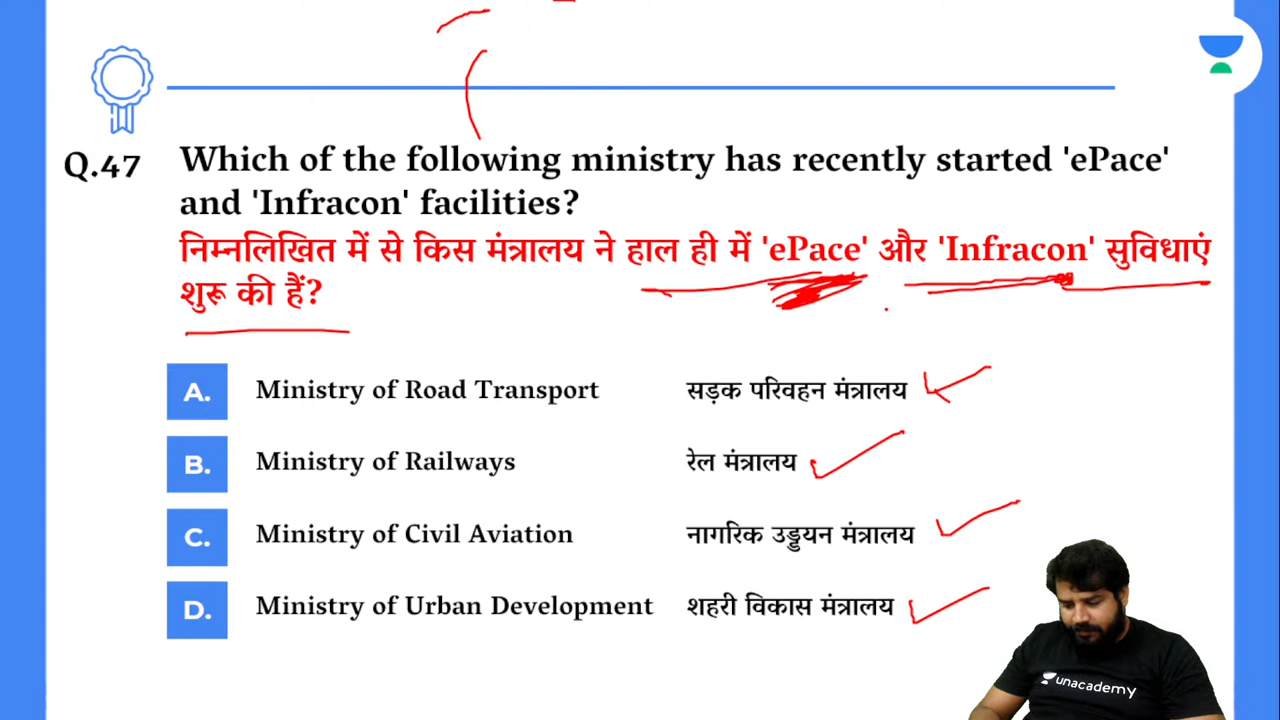 Q.47 Which of the following ministry has recently started 'ePace'
and 'Infracon' facilities?
निम्नलिखित में से किस मंत्रालय ने हाल ही में 'ePace' और 'Infracon' सुविधाएं
शुरू की हैं?
A. Ministry of Road Transport सड़क परिवहन मंत्रालय
B. Ministry of Railways रेल मंत्रालय
C. Ministry of Civil Aviation नागरिक उड्डयन मंत्रालय
D. Ministry of Urban Development शहरी विकास मंत्रालय
unacademy